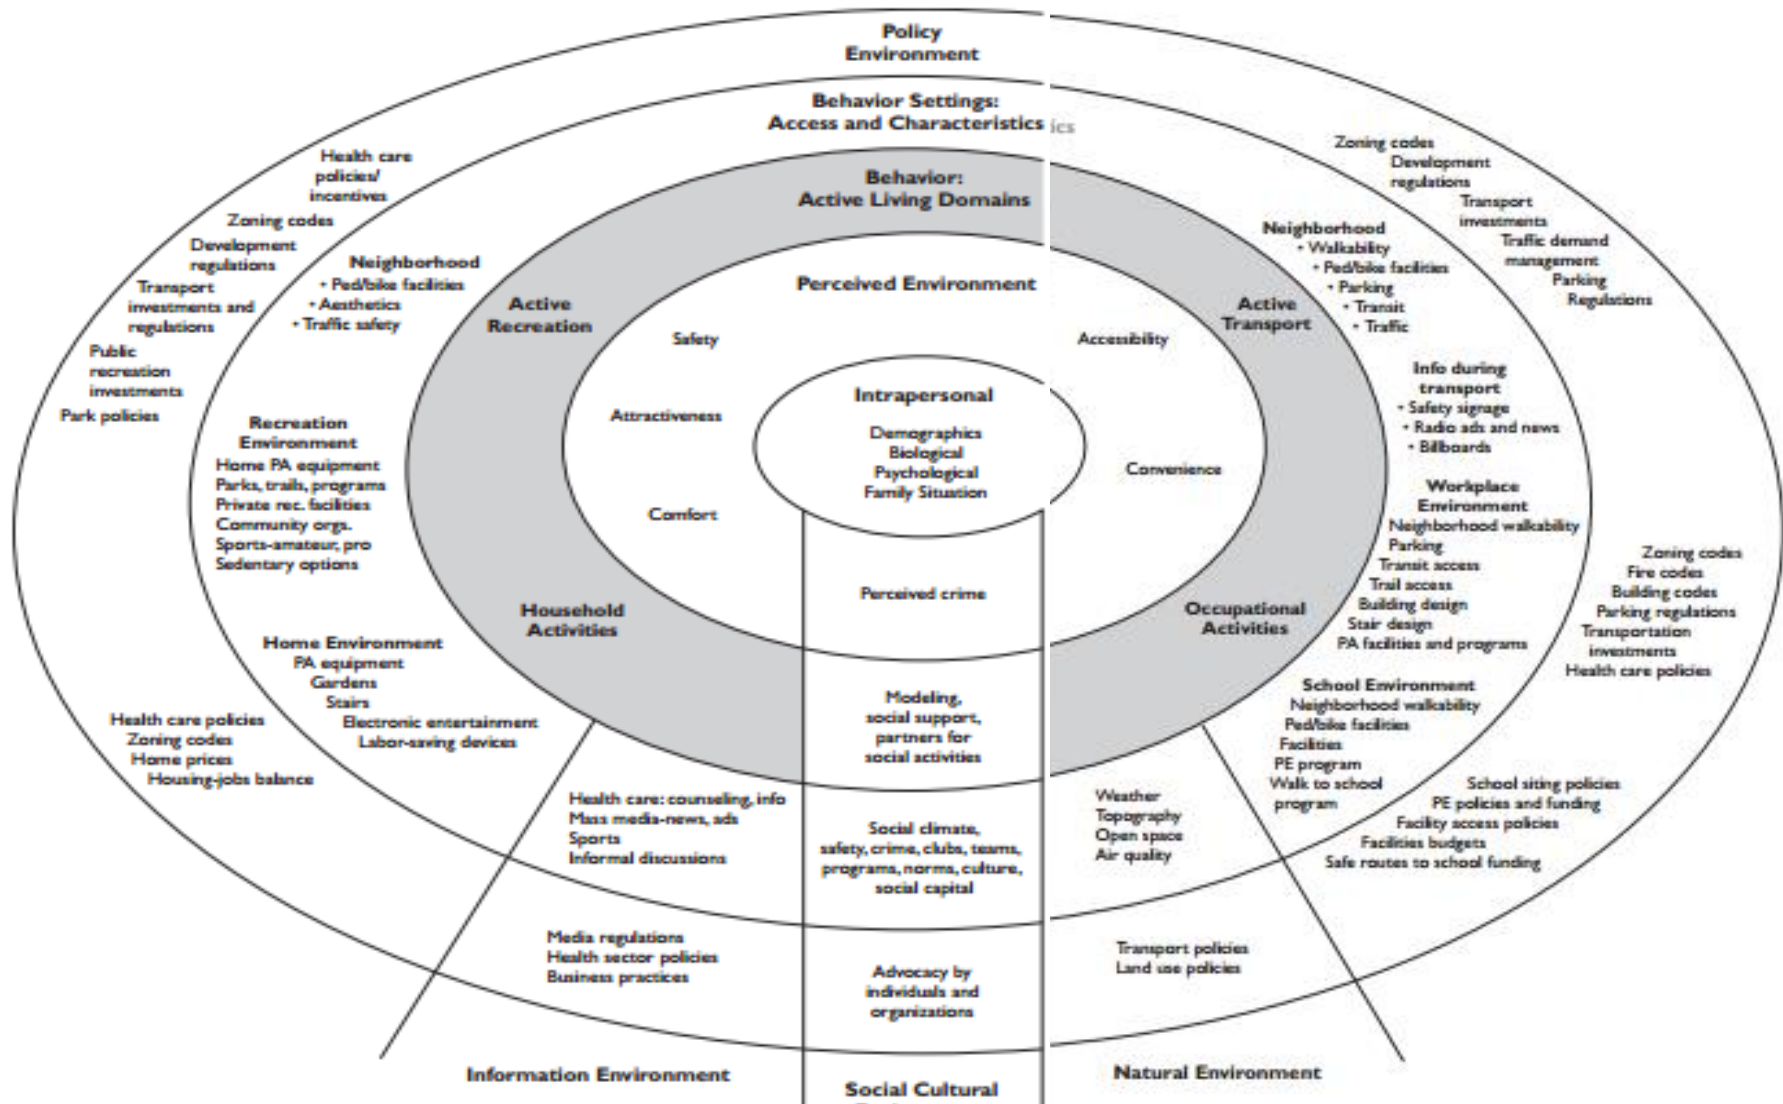 Policy
Environment
Behavior Settings:
Access and Characteristics ics
Behavior:
Active Living Domains
Perceived Environment
Intrapersonal
Demographics
Biological
Psychological
Family Situation
Safety
Attractiveness
Comfort
Accessibility
Convenience
Perceived crime
Active
Recreation
Active
Transport
Household
Activities
Occupational
Activities
Modeling,
social support,
partners for
social activities
Social climate,
safety, crime, clubs, teams,
programs, norms, culture,
social capital
Advocacy by
individuals and
organizations
Health care
policies/
incentives
Zoning codes
Development
regulations
Transport
investments and
regulations
Public
recreation
investments
Park policies
Neighborhood
• Ped/bike facilities
• Aesthetics
• Traffic safety
Recreation
Environment
Home PA equipment
Parks, trails, programs
Private rec. facilities
Community orgs.
Sports-amateur, pro
Sedentary options
Home Environment
PA equipment
Gardens
Stairs
Electronic entertainment
Labor-saving devices
Health care policies
Zoning codes
Home prices
Housing-jobs balance
Health care: counseling, info
Mass media-news, ads
Sports
Informal discussions
Media regulations
Health sector policies
Business practices
Zoning codes
Development
regulations
Transport
investments
Traffic demand
management
Parking
Regulations
Neighborhood
• Walkability
• Ped/bike facilities
• Parking
• Transit
• Traffic
Info during
transport
• Safety signage
• Radio ads and news
• Billboards
Workplace
Environment
Neighborhood walkability
Parking
Transit access
Trail access
Building design
Stair design
PA facilities and programs
Zoning codes
Fire codes
Building codes
Parking regulations
Transportation
investments
Health care policies
School Environment
Neighborhood walkability
Ped/bike facilities
Facilities
PE program
Walk to school
program
School siting policies
PE policies and funding
Facility access policies
Facilities budgets
Safe routes to school funding
Weather
Topography
Open space
Air quality
Transport policies
Land use policies
Information Environment
Social Cultural
Natural Environment